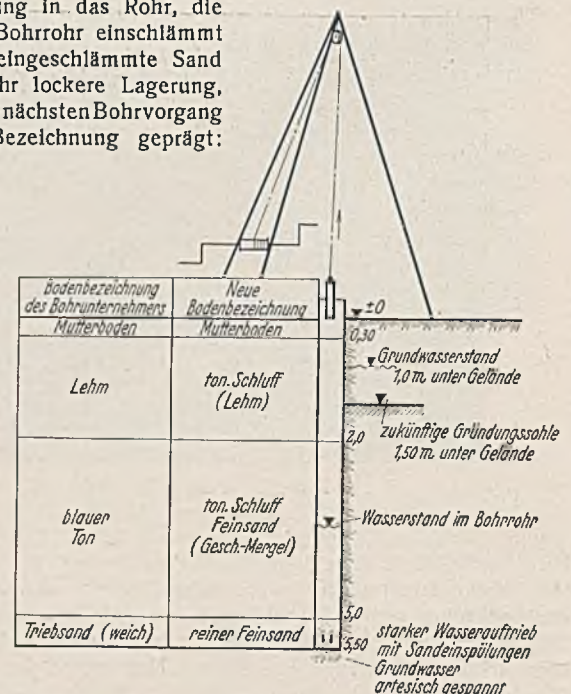 ung in das Rohr, die
Bohrrohr einschlämmt
eingeschlämmte Sand
hr lockere Lagerung,
nächsten Bohrvorgang
Bezeichnung geprägt:
Bodenbezeichnung
des Bohrunternehmers
Neue
Bodenbezeichnung
Mutterboden
Mutterboden
±0
0,30
Lehm
ton. Schluff
(Lehm)
Grundwasserstand
1,0 m. unter Gelände
2,0
zukünftige Gründungssohle
1,50 m. unter Gelände
blauer
Ton
ton. Schluff
Feinsand
(Gesch-Mergel)
Wasserstand im Bohrrohr
5,0
Triebsand (weich)
reiner Feinsand
5,50
starker Wasserauftrieb
mit Sandeinspülungen
Grundwasser
artesisch gespannt